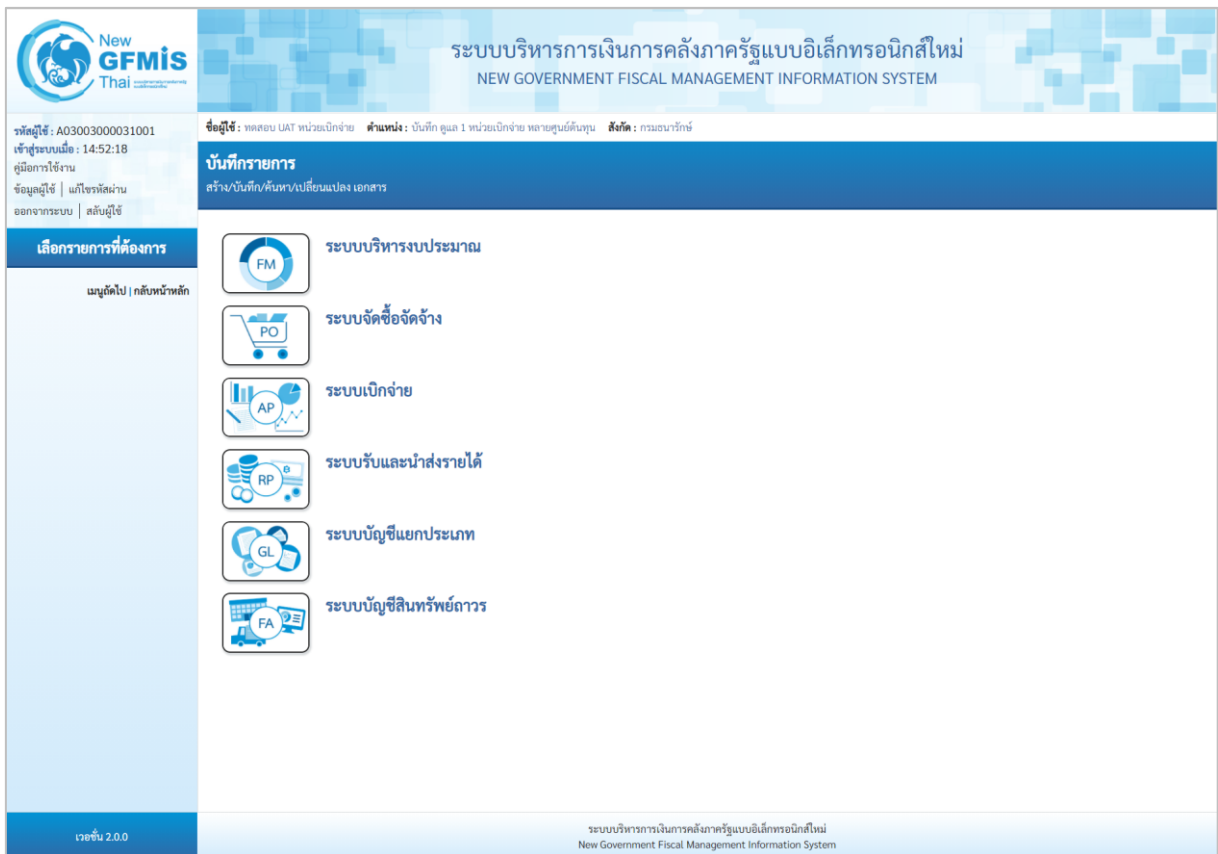 New
GFMiS
Thai
ระบบบริหารการเงินการคลังภาครัฐแบบอิเล็กทรอนิกส์ใหม่
NEW GOVERNMENT FISCAL MANAGEMENT INFORMATION SYSTEM
รหัสผู้ใช้ : A03003000031001
เข้าสู่ระบบเมื่อ : 14:52:18
คู่มือการใช้งาน
ข้อมูลผู้ใช้ | แก้ไขรหัสผ่าน
ออกจากระบบ | สลับผู้ใช้
ชื่อผู้ใช้ : ทดสอบ UAT หน่วยเบิกจ่าย ตำแหน่ง : บันทึก ดูแล 1 หน่วยเบิกจ่าย หลายศูนย์ต้นทุน สังกัด : กรมธนารักษ์
บันทึกรายการ
สร้าง/บันทึก/ค้นหา/เปลี่ยนแปลง เอกสาร
เลือกรายการที่ต้องการ
เมนูถัดไป | กลับหน้าหลัก
FM ระบบบริหารงบประมาณ
PO ระบบจัดซื้อจัดจ้าง
AP ระบบเบิกจ่าย
RP ระบบรับและนำส่งรายได้
GL ระบบบัญชีแยกประเภท
FA ระบบบัญชีสินทรัพย์ถาวร
เวอชั่น 2.0.0
ระบบบริหารการเงินการคลังภาครัฐแบบอิเล็กทรอนิกส์ใหม่
New Government Fiscal Management Information System